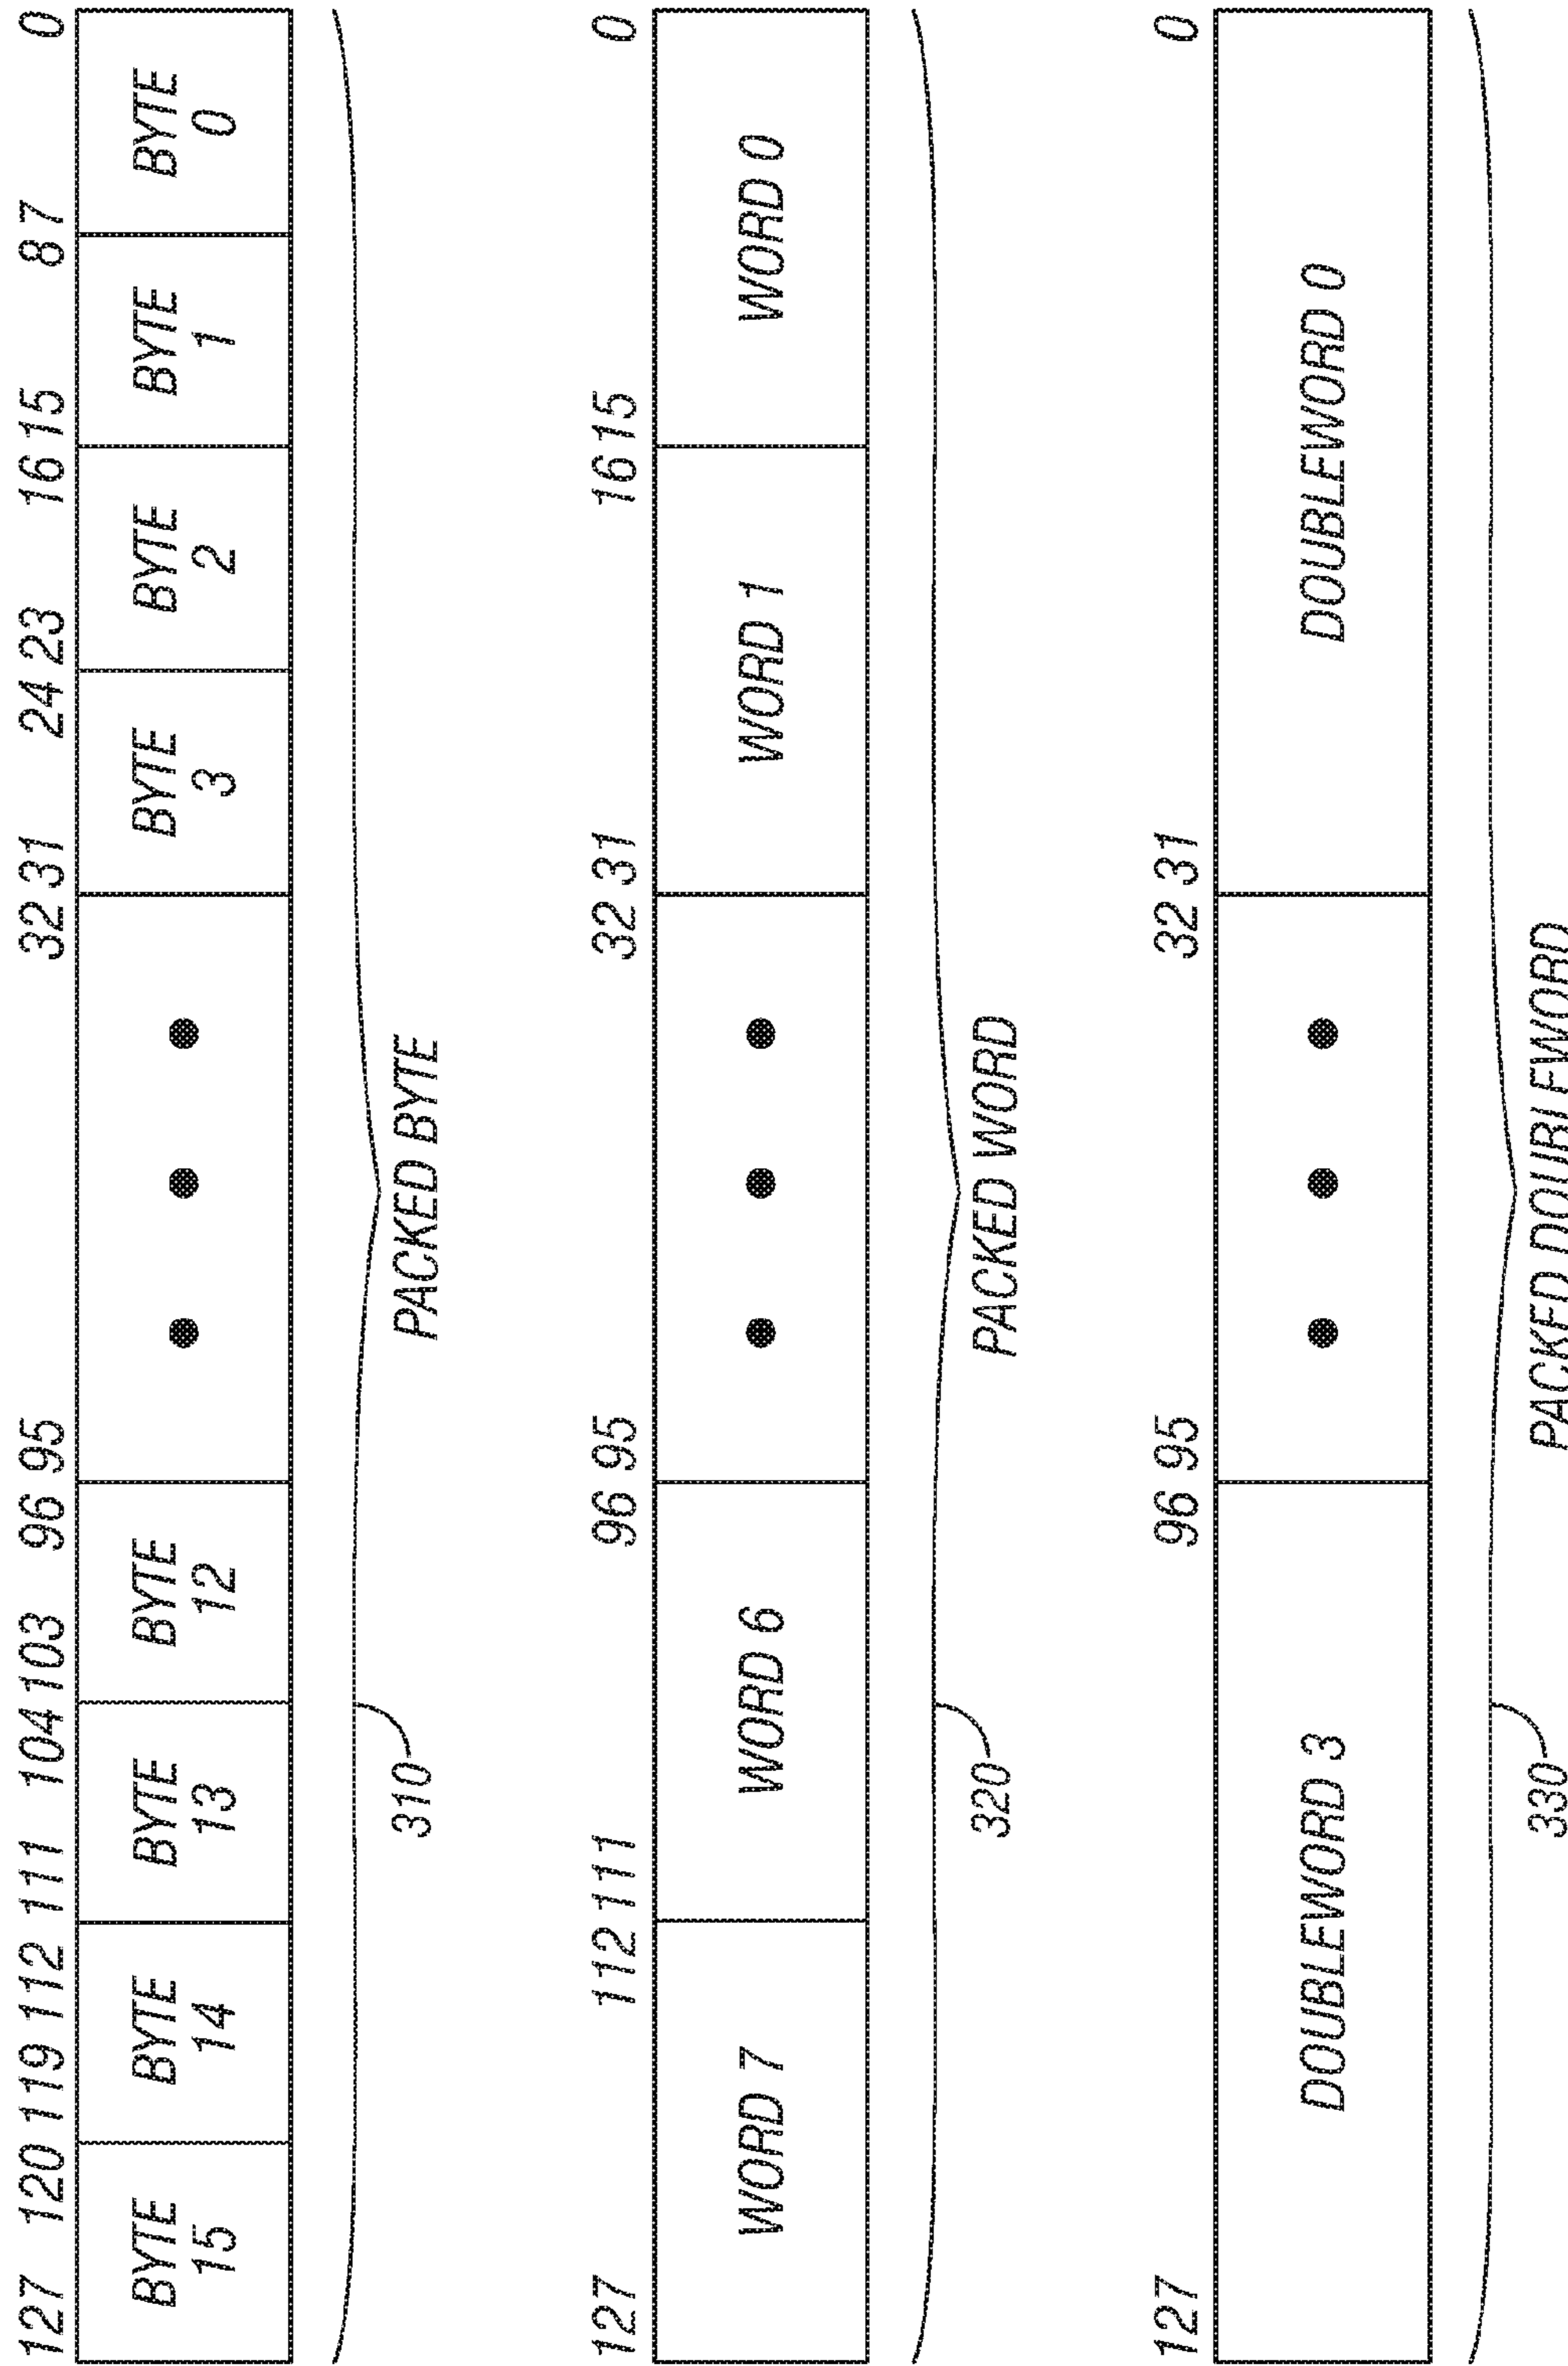 127 120 119 112 111 104 103 96 95 32 31 24 23 16 15 8 7 0
BYTE 15 BYTE 14 BYTE 13 BYTE 12 BYTE 3 BYTE 2 BYTE 1 BYTE 0
310
PACKED BYTE
127 112 111 96 95 32 31 16 15 0
WORD 7 WORD 6 WORD 1 WORD 0
320
PACKED WORD
127 96 95 32 31 0
DOUBLEWORD 3 DOUBLEWORD 0
330
PACKED DOUBLEWORD